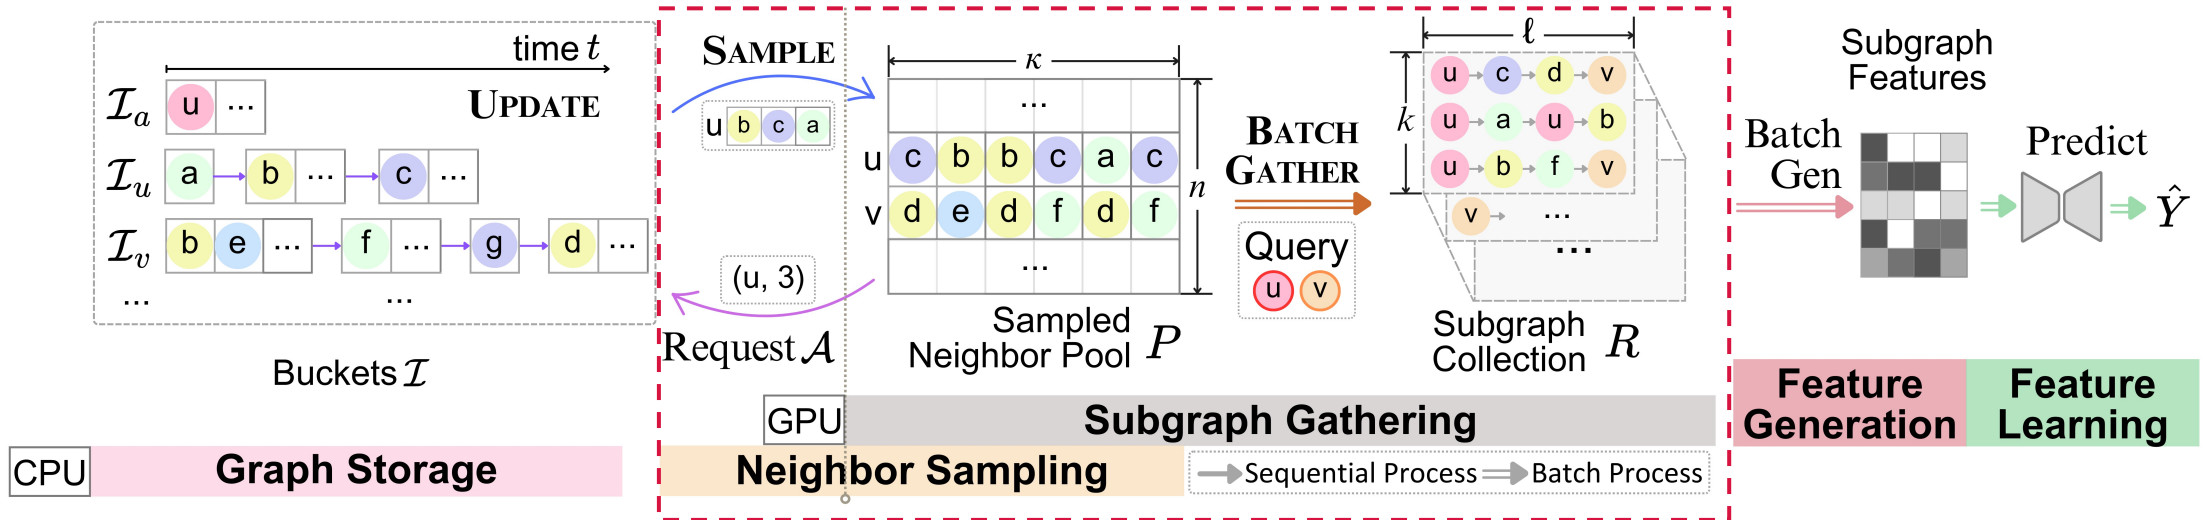 time t
UPDATE
𝓘a u ...
𝓘u a b ... c ...
𝓘v b e ... f ... g d ...
... ...
Buckets 𝓘
SAMPLE
u b c a
(u, 3)
Request 𝓐
κ
n
...
u c b b c a c
v d e d f d f
...
Sampled
Neighbor Pool P
BATCH
GATHER
Query
u v
ℓ
k
u c d v
u a u b
u b f v
v ...
...
Subgraph
Collection R
Batch
Gen
Subgraph
Features
Predict
Ŷ
CPU Graph Storage
GPU Subgraph Gathering
Neighbor Sampling
Sequential Process Batch Process
Feature
Generation
Feature
Learning